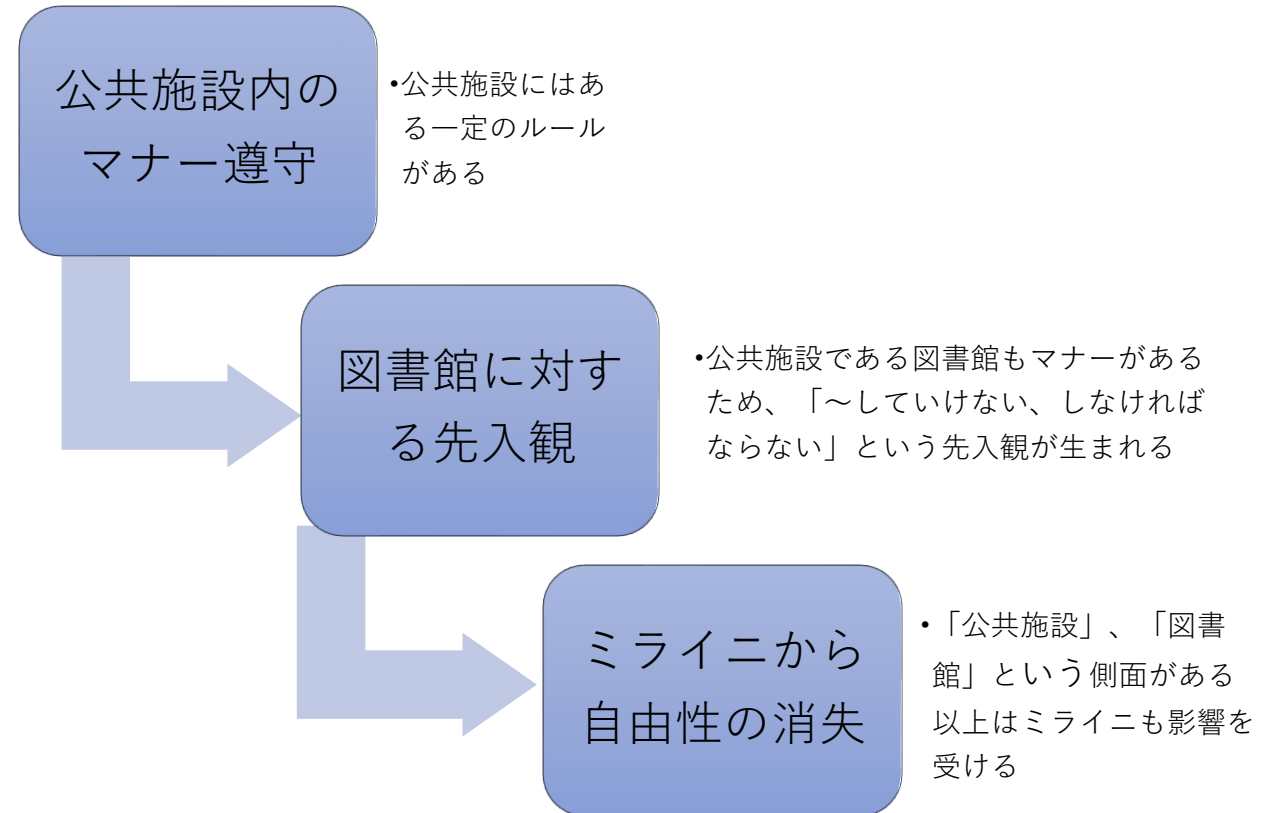 公共施設内の
マナー遵守
•公共施設にはあ
る一定のルール
がある
図書館に対す
る先入観
•公共施設である図書館もマナーがある
ため、「～していけない、しなければ
ならない」という先入観が生まれる
ミライニから
自由性の消失
•「公共施設」、「図書
館」という側面がある
以上はミライニも影響を
受ける